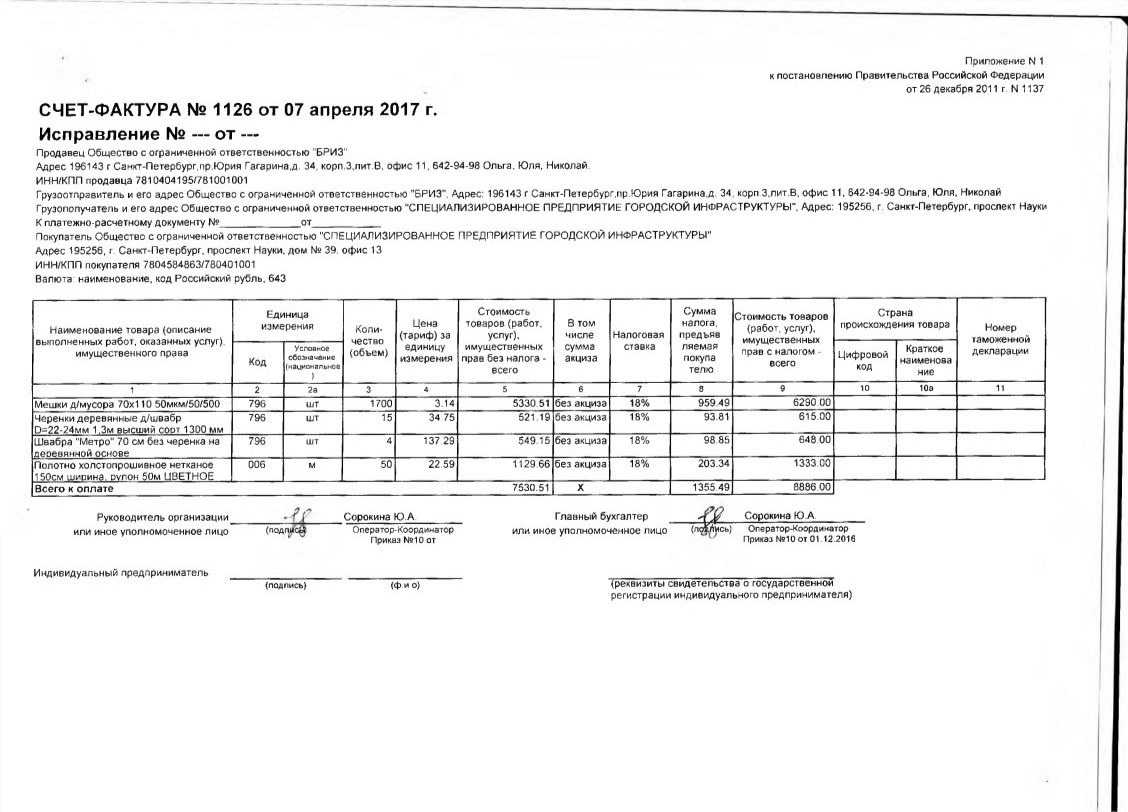 Приложение N 1
к постановлению Правительства Российской Федерации
от 26 декабря 2011 г. N 1137
СЧЕТ-ФАКТУРА № 1126 от 07 апреля 2017 г.
Исправление № --- от ---
Продавец Общество с ограниченной ответственностью "БРИЗ"
Адрес 196143 г Санкт-Петербург,пр.Юрия Гагарина,д. 34, корп.3,лит.В, офис 11, 642-94-98 Ольга, Юля, Николай.
ИНН/КПП продавца 7810404195/781001001
Грузоотправитель и его адрес Общество с ограниченной ответственностью "БРИЗ", Адрес: 196143 г Санкт-Петербург,пр.Юрия Гагарина,д. 34, корп 3,лит.В, офис 11, 642-94-98 Ольга, Юля, Николай
Грузополучатель и его адрес Общество с ограниченной ответственностью "СПЕЦИАЛИЗИРОВАННОЕ ПРЕДПРИЯТИЕ ГОРОДСКОЙ ИНФРАСТРУКТУРЫ", Адрес: 195256, г. Санкт-Петербург, проспект Науки
К платежно-расчетному документу №______________от____________
Покупатель Общество с ограниченной ответственностью "СПЕЦИАЛИЗИРОВАННОЕ ПРЕДПРИЯТИЕ ГОРОДСКОЙ ИНФРАСТРУКТУРЫ"
Адрес 195256, г. Санкт-Петербург, проспект Науки, дом № 39, офис 13
ИНН/КПП покупателя 7804584863/780401001
Валюта: наименование, код Российский рубль, 643
Наименование товара (описание
выполненных работ, оказанных услуг),
имущественного права
Единица
измерения
Код
Условное
обозначение
(национальное
)
Коли-
чество
(объем)
Цена
(тариф) за
единицу
измерения
Стоимость
товаров (работ,
услуг),
имущественных
прав без налога -
всего
В том
числе
сумма
акциза
Налоговая
ставка
Сумма
налога,
предъяв
ляемая
покупа
телю
Стоимость товаров
(работ, услуг),
имущественных
прав с налогом -
всего
Страна
происхождения товара
Цифровой
код
Краткое
наименова
ние
Номер
таможенной
декларации
1 2 2а 3 4 5 6 7 8 9 10 10а 11
Мешки д/мусора 70х110 50мкм/50/500 796 шт 1700 3.14 5330.51 без акциза 18% 959.49 6290.00
Черенки деревянные д/швабр 796 шт 15 34.75 521.19 без акциза 18% 93.81 615.00
D=22-24мм 1,3м высший сорт 1300 мм
Швабра "Метро" 70 см без черенка на 796 шт 4 137.29 549.15 без акциза 18% 98.85 648.00
деревянной основе
Полотно холстопрошивное нетканое 006 м 50 22.59 1129.66 без акциза 18% 203.34 1333.00
150см ширина, рулон 50м ЦВЕТНОЕ
Всего к оплате 7530.51 Х 1355.49 8886.00
Руководитель организации Сорокина Ю.А. Главный бухгалтер Сорокина Ю.А
или иное уполномоченное лицо (подпись) Оператор-Координатор или иное уполномоченное лицо (подпись) Оператор-Координатор
Приказ №10 от Приказ №10 от 01.12.2016
Индивидуальный предприниматель
(подпись) (ф.и о) (реквизиты свидетельства о государственной
регистрации индивидуального предпринимателя)